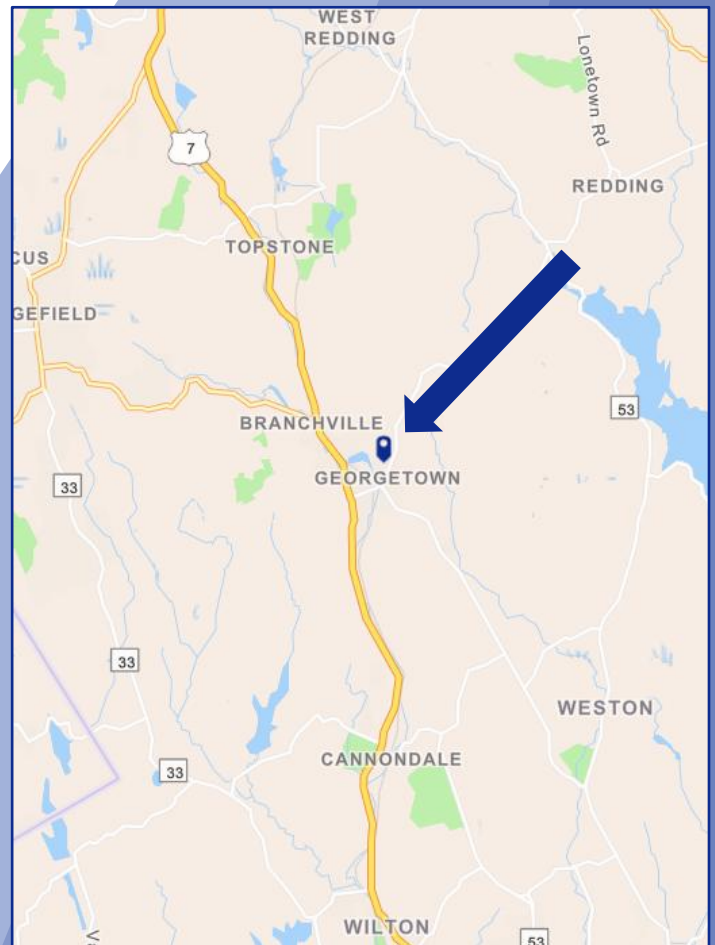 WEST
REDDING
Lonetown Rd
7
REDDING
TOPSTONE
CUS
GEFIELD
53
BRANCHVILLE
GEORGETOWN
33
33
WESTON
CANNONDALE
33
WILTON
53